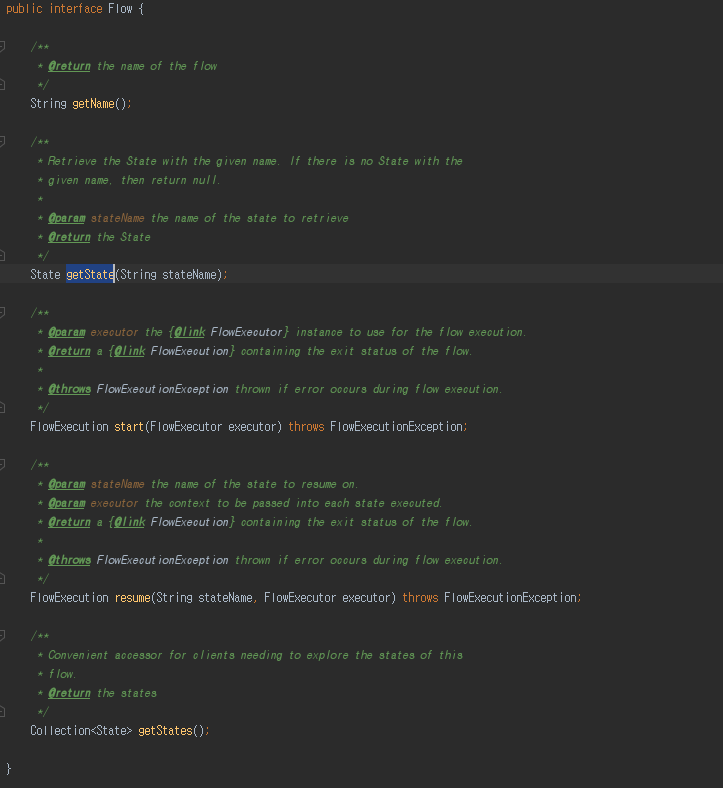 public interface Flow {
/**
* @return the name of the flow
*/
String getName();
/**
* Retrieve the State with the given name. If there is no State with the
* given name, then return null.
*
* @param stateName the name of the state to retrieve
* @return the State
*/
State getState(String stateName);
/**
* @param executor the {@link FlowExecutor} instance to use for the flow execution.
* @return a {@link FlowExecution} containing the exit status of the flow.
*
* @throws FlowExecutionException thrown if error occurs during flow execution.
*/
FlowExecution start(FlowExecutor executor) throws FlowExecutionException;
/**
* @param stateName the name of the state to resume on.
* @param executor the context to be passed into each state executed.
* @return a {@link FlowExecution} containing the exit status of the flow.
*
* @throws FlowExecutionException thrown if error occurs during flow execution.
*/
FlowExecution resume(String stateName, FlowExecutor executor) throws FlowExecutionException;
/**
* Convenient accessor for clients needing to explore the states of this
* flow.
* @return the states
*/
Collection<State> getStates();
}